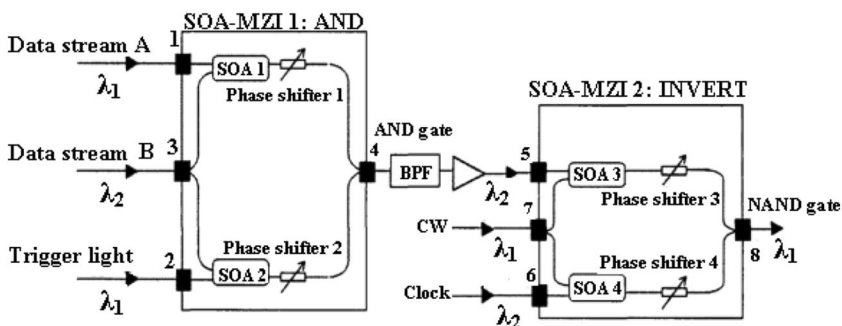 SOA-MZI 1: AND
Data stream A
λ1
1
SOA 1
Phase shifter 1
Data stream B
λ2
3
4
AND gate
BPF
λ2
Trigger light
λ1
2
SOA 2
Phase shifter 2
SOA-MZI 2: INVERT
5
SOA 3
Phase shifter 3
CW
λ1
7
Clock
λ2
6
SOA 4
Phase shifter 4
NAND gate
8
λ1